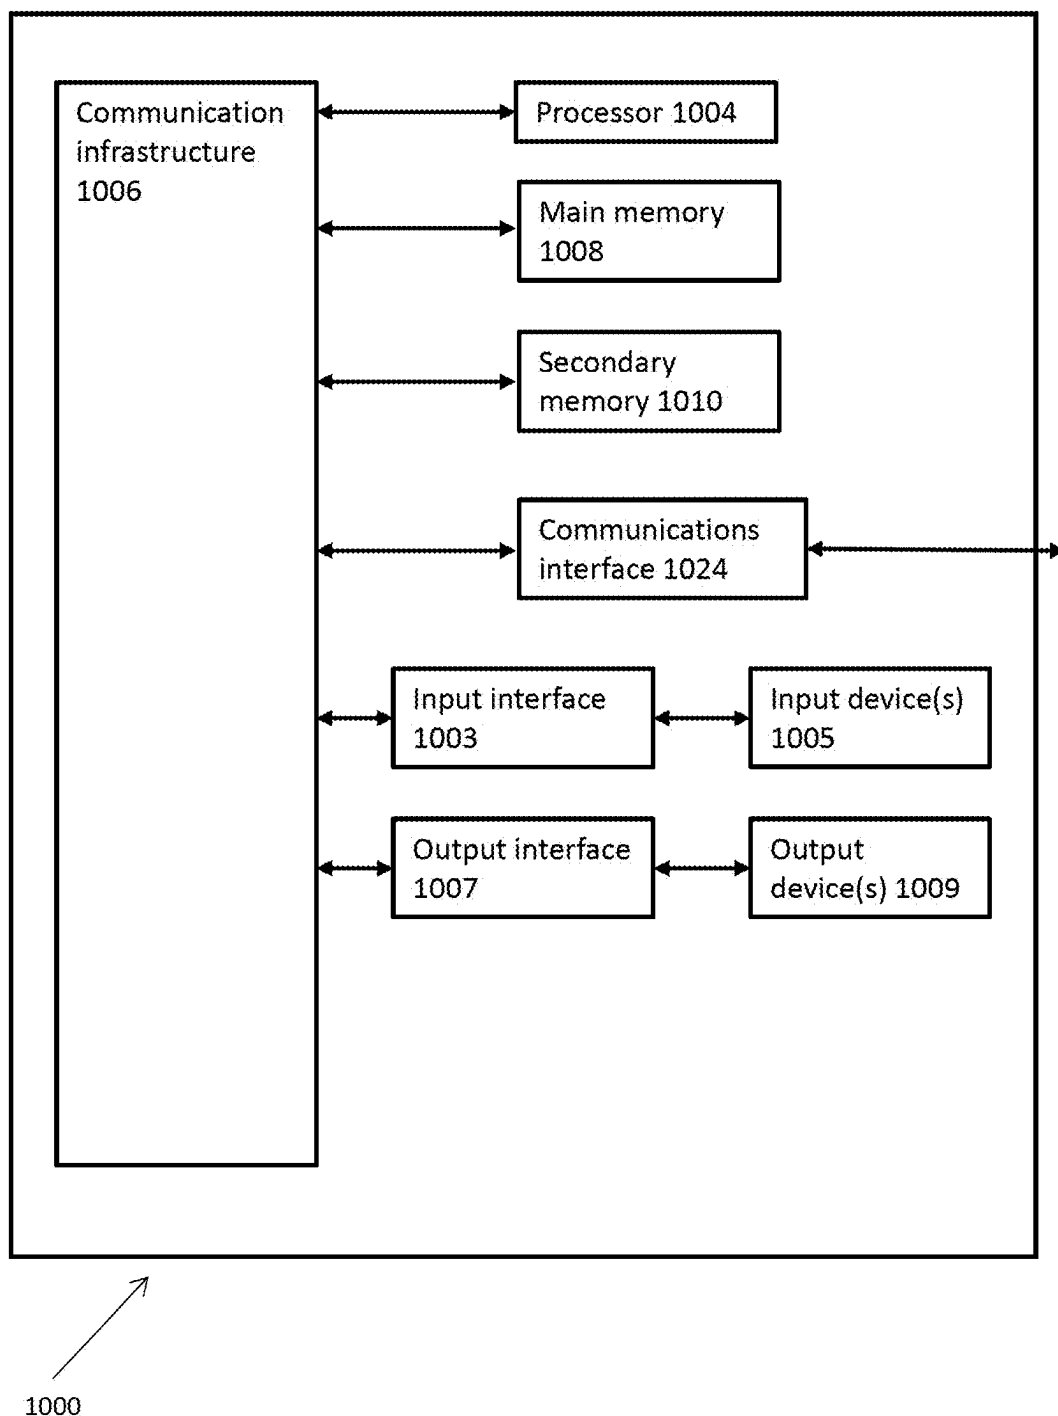 Communication
infrastructure
1006
Processor 1004
Main memory
1008
Secondary
memory 1010
Communications
interface 1024
Input interface
1003
Input device(s)
1005
Output interface
1007
Output
device(s) 1009
1000